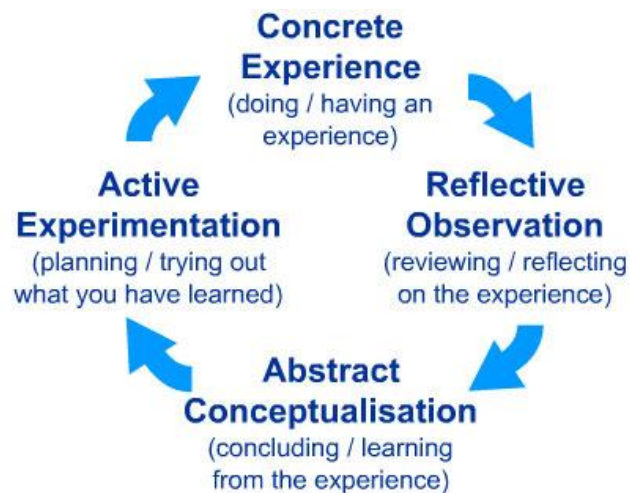 Concrete
Experience
(doing / having an
experience)
Reflective
Observation
(reviewing / reflecting
on the experience)
Abstract
Conceptualisation
(concluding / learning
from the experience)
Active
Experimentation
(planning / trying out
what you have learned)